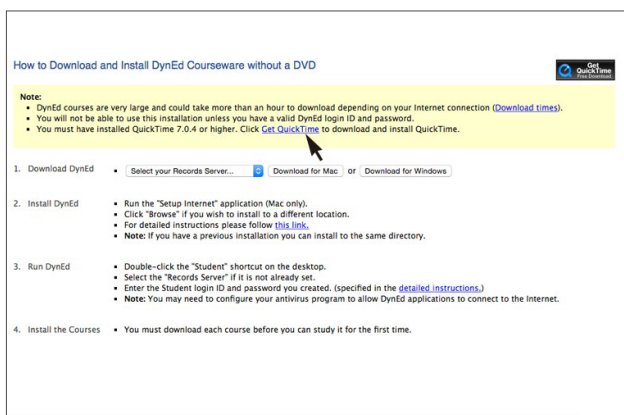 How to Download and Install DynEd Courseware without a DVD
Get
QuickTime
Free Download
Note:
▪ DynEd courses are very large and could take more than an hour to download depending on your Internet connection (Download times).
▪ You will not be able to use this installation unless you have a valid DynEd login ID and password.
▪ You must have installed QuickTime 7.0.4 or higher. Click Get QuickTime to download and install QuickTime.
1. Download DynEd ▪ Select your Records Server... Download for Mac or Download for Windows
2. Install DynEd ▪ Run the "Setup Internet" application (Mac only).
▪ Click "Browse" if you wish to install to a different location.
▪ For detailed instructions please follow this link.
▪ Note: If you have a previous installation you can install to the same directory.
3. Run DynEd ▪ Double-click the "Student" shortcut on the desktop.
▪ Select the "Records Server" if it is not already set.
▪ Enter the Student login ID and password you created. (specified in the detailed instructions.)
▪ Note: You may need to configure your antivirus program to allow DynEd applications to connect to the Internet.
4. Install the Courses ▪ You must download each course before you can study it for the first time.